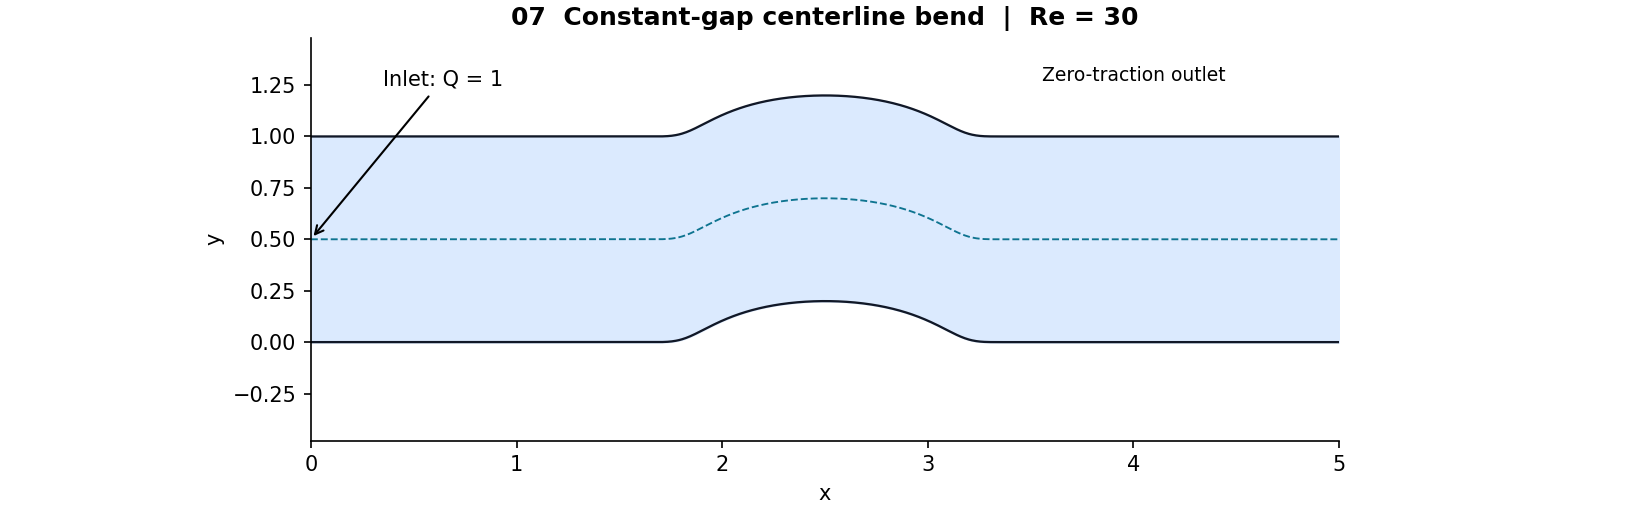 07  Constant-gap centerline bend  |  Re = 30
Inlet: Q = 1
Zero-traction outlet
1.25
1.00
0.75
0.50
0.25
0.00
−0.25
y
0 1 2 3 4 5
x